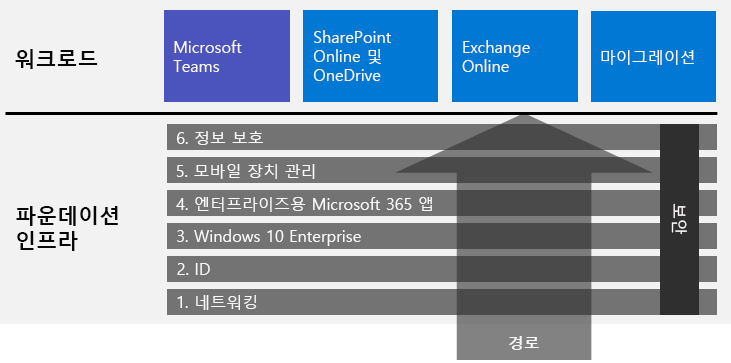 워크로드
Microsoft
Teams
SharePoint
Online 및
OneDrive
Exchange
Online
마이그레이션
파운데이션
인프라
6. 정보 보호
5. 모바일 장치 관리
4. 엔터프라이즈용 Microsoft 365 앱
3. Windows 10 Enterprise
2. ID
1. 네트워킹
보안
경로